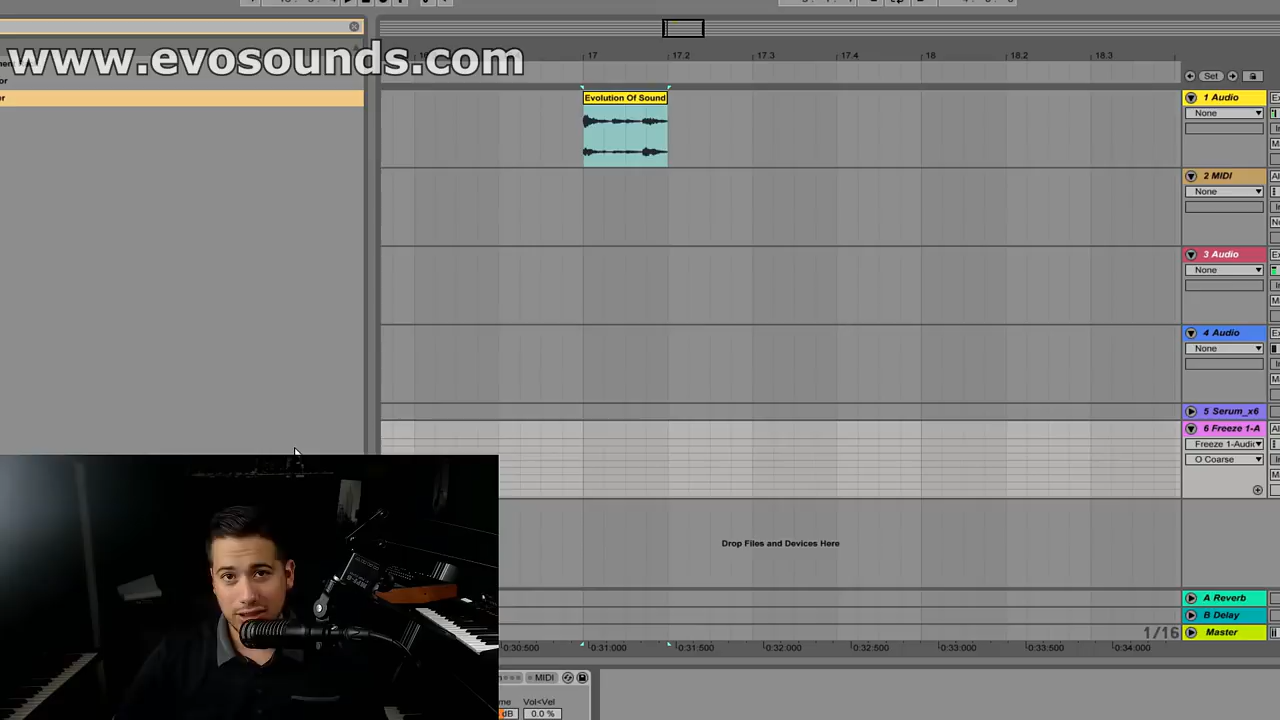 www.evosounds.com
or
er
17
17.2
17.3
17.4
18
18.2
18.3
Set
Evolution Of Sound
1 Audio
None
2 MIDI
None
3 Audio
None
4 Audio
None
5 Serum_x6
6 Freeze 1-A
Freeze 1-Audio
O Coarse
Drop Files and Devices Here
A Reverb
B Delay
1/16
Master
0:30:500
0:31:000
0:31:500
0:32:000
0:32:500
0:33:000
0:33:500
0:34:000
MIDI
Vol<Vel
dB
0.0 %